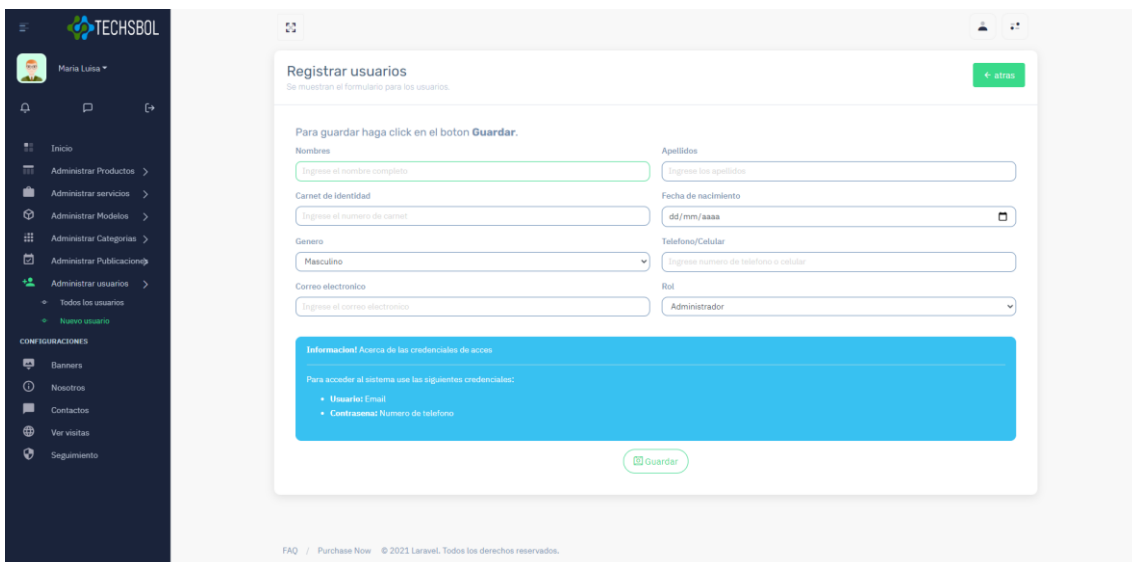 TECHSBOL
Maria Luisa
Inicio
Administrar Productos
Administrar servicios
Administrar Modelos
Administrar Categorias
Administrar Publicaciones
Administrar usuarios
Todos los usuarios
Nuevo usuario
CONFIGURACIONES
Banners
Nosotros
Contactos
Ver visitas
Seguimiento
Registrar usuarios
Se muestran el formulario para los usuarios.
← atras
Para guardar haga click en el boton Guardar.
Nombres
Ingrese el nombre completo
Apellidos
Ingrese los apellidos
Carnet de identidad
Ingrese el numero de carnet
Fecha de nacimiento
dd/mm/aaaa
Genero
Masculino
Telefono/Celular
Ingrese numero de telefono o celular
Correo electronico
Ingrese el correo electronico
Rol
Administrador
Informacion! Acerca de las credenciales de acces
Para acceder al sistema use las siguientes credenciales:
• Usuario: Email
• Contrasena: Numero de telefono
Guardar
FAQ / Purchase Now © 2021 Laravel. Todos los derechos reservados.